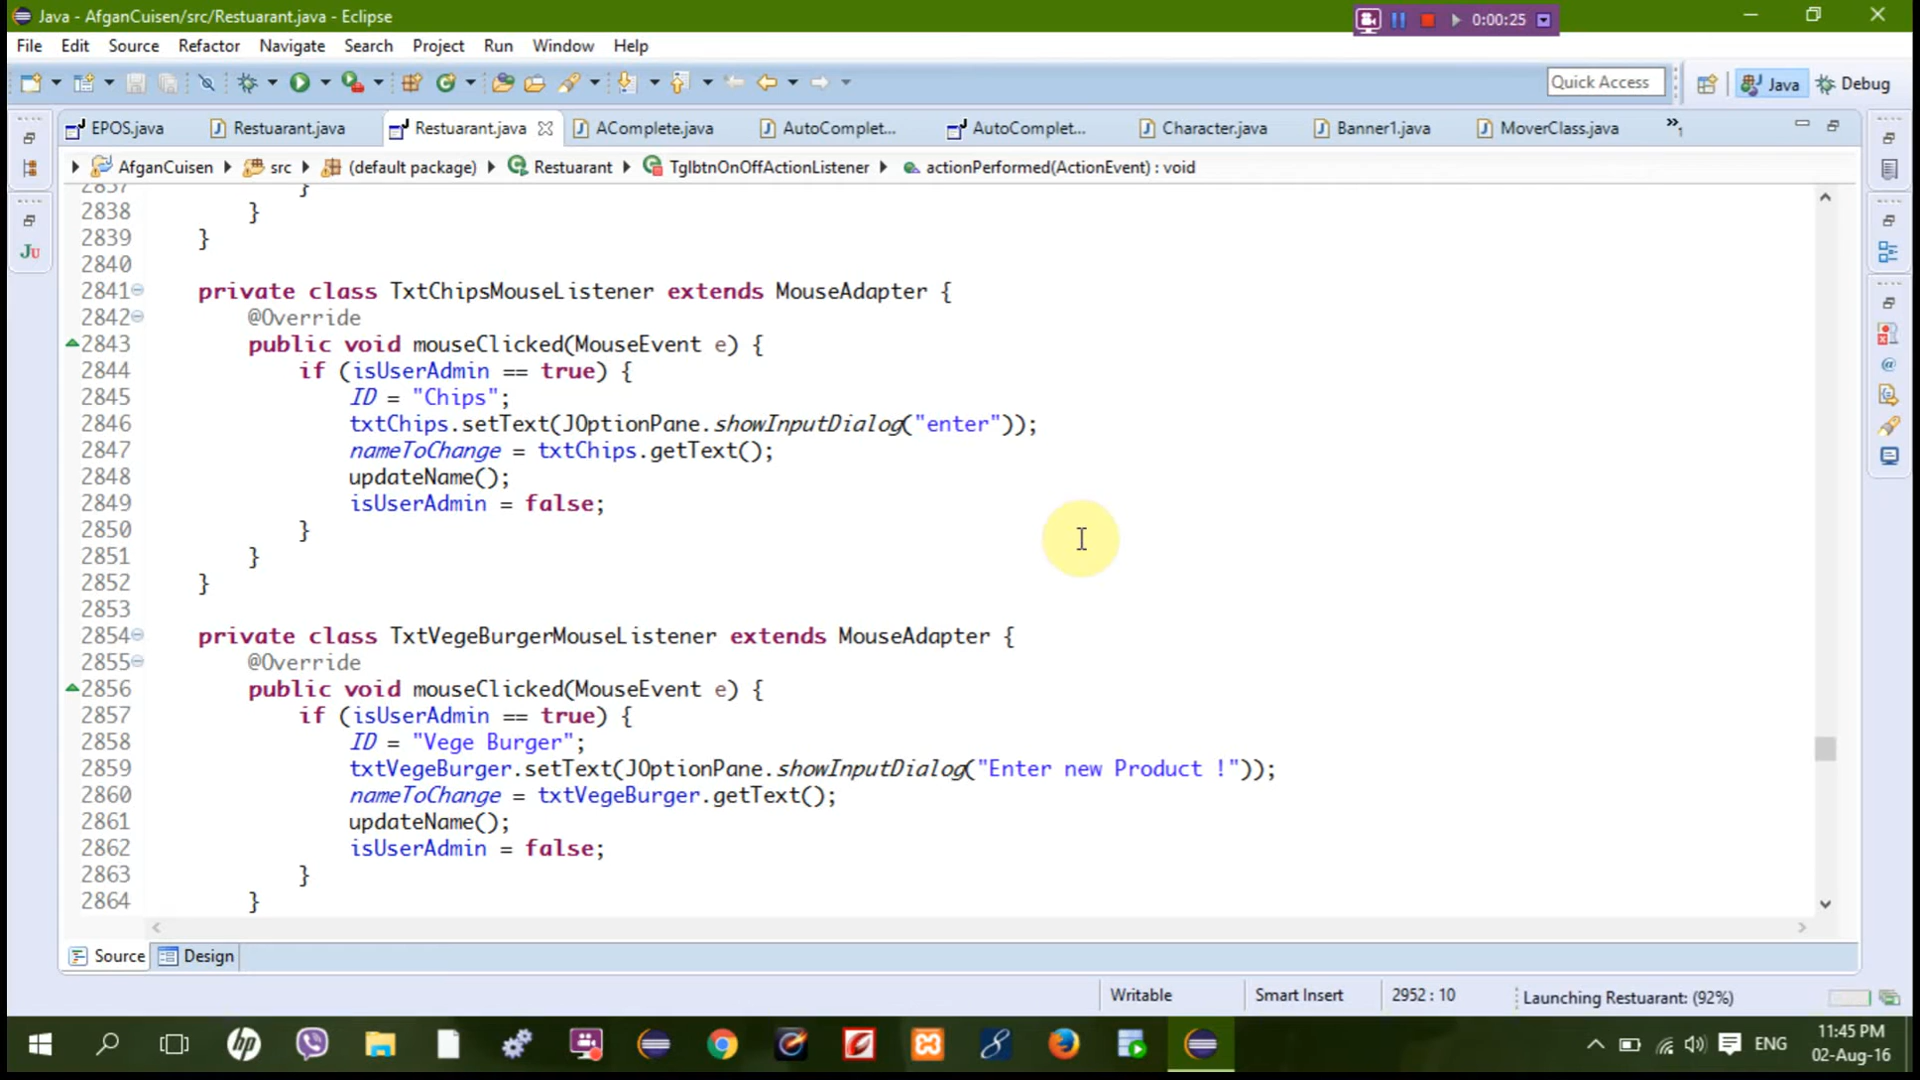 Java - AfganCuisen/src/Restuarant.java - Eclipse
0:00:25
File Edit Source Refactor Navigate Search Project Run Window Help
Quick Access
Java
Debug
EPOS.java
Restuarant.java
Restuarant.java
AComplete.java
AutoComplet...
AutoComplet...
Character.java
Banner1.java
MoverClass.java
»1
AfganCuisen
src
(default package)
Restuarant
TglbtnOnOffActionListener
actionPerformed(ActionEvent) : void
2837 }
2838 }
2839 }
2840
2841 private class TxtChipsMouseListener extends MouseAdapter {
2842 @Override
2843 public void mouseClicked(MouseEvent e) {
2844 if (isUserAdmin == true) {
2845 ID = "Chips";
2846 txtChips.setText(JOptionPane.showInputDialog("enter"));
2847 nameToChange = txtChips.getText();
2848 updateName();
2849 isUserAdmin = false;
2850 }
2851 }
2852 }
2853
2854 private class TxtVegeBurgerMouseListener extends MouseAdapter {
2855 @Override
2856 public void mouseClicked(MouseEvent e) {
2857 if (isUserAdmin == true) {
2858 ID = "Vege Burger";
2859 txtVegeBurger.setText(JOptionPane.showInputDialog("Enter new Product !"));
2860 nameToChange = txtVegeBurger.getText();
2861 updateName();
2862 isUserAdmin = false;
2863 }
2864 }
Source
Design
Writable
Smart Insert
2952 : 10
Launching Restuarant: (92%)
ENG
11:45 PM
02-Aug-16